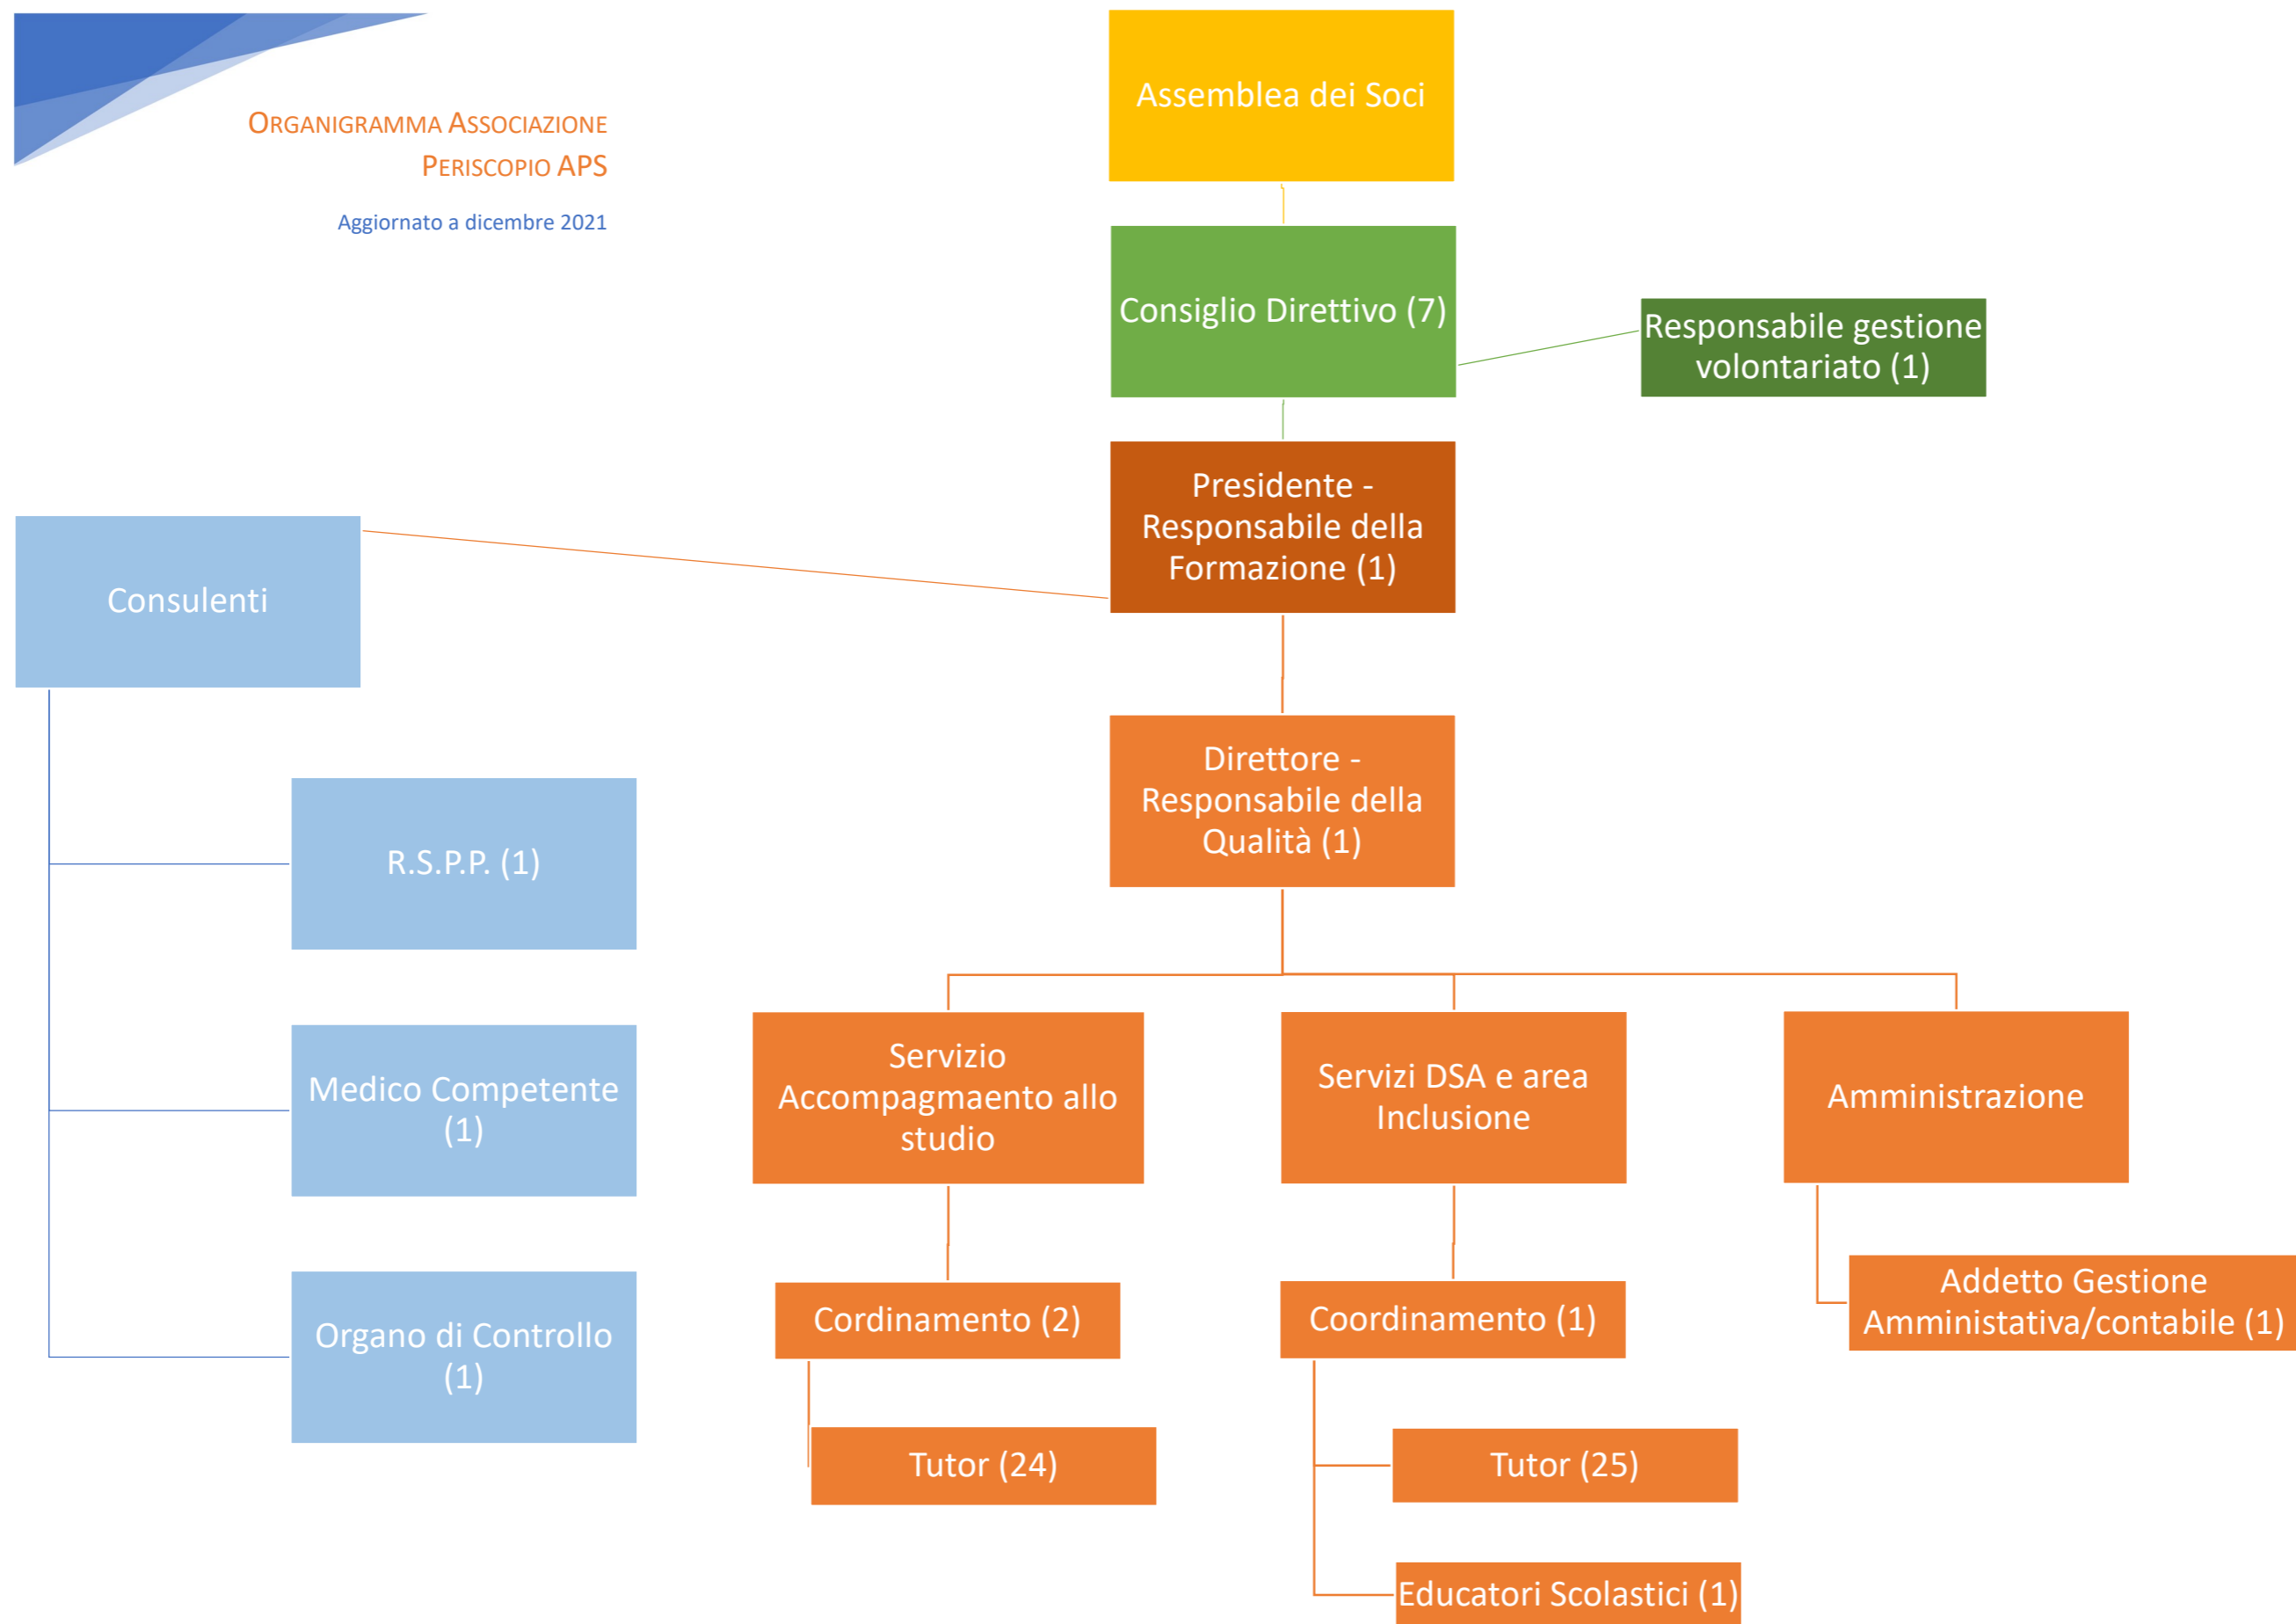 ORGANIGRAMMA ASSOCIAZIONE
PERISCOPIO APS
Aggiornato a dicembre 2021
Assemblea dei Soci
Consiglio Direttivo (7)
Responsabile gestione
volontariato (1)
Presidente -
Responsabile della
Formazione (1)
Consulenti
Direttore -
Responsabile della
Qualità (1)
R.S.P.P. (1)
Medico Competente
(1)
Organo di Controllo
(1)
Servizio
Accompagmaento allo
studio
Cordinamento (2)
Tutor (24)
Servizi DSA e area
Inclusione
Coordinamento (1)
Tutor (25)
Educatori Scolastici (1)
Amministrazione
Addetto Gestione
Amministativa/contabile (1)